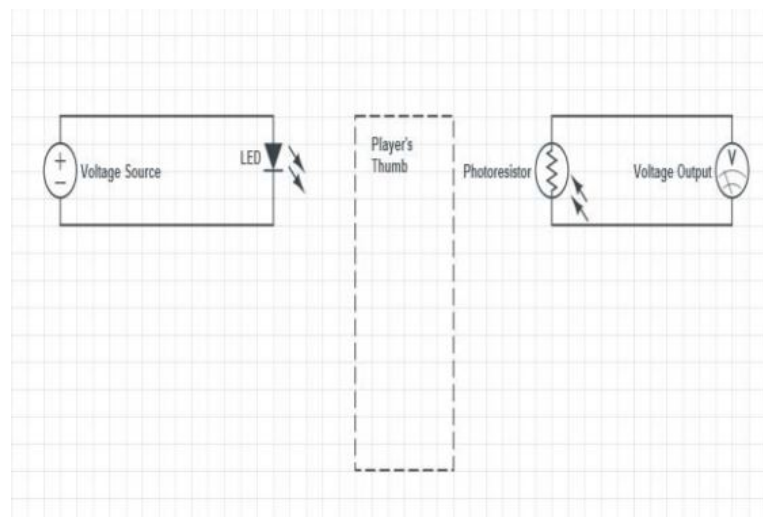 Voltage Source
LED
Player's
Thumb
Photoresistor
Voltage Output
V